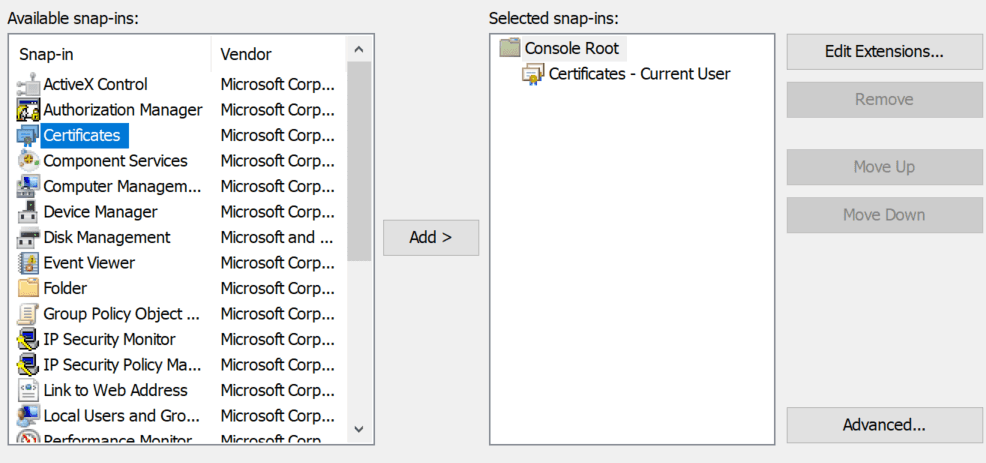 Available snap-ins:
Snap-in Vendor
ActiveX Control Microsoft Corp...
Authorization Manager Microsoft Corp...
Certificates Microsoft Corp...
Component Services Microsoft Corp...
Computer Managem... Microsoft Corp...
Device Manager Microsoft Corp...
Disk Management Microsoft and ...
Event Viewer Microsoft Corp...
Folder Microsoft Corp...
Group Policy Object ... Microsoft Corp...
IP Security Monitor Microsoft Corp...
IP Security Policy Ma... Microsoft Corp...
Link to Web Address Microsoft Corp...
Local Users and Gro... Microsoft Corp...
Performance Monitor Microsoft Corp...
Add >
Selected snap-ins:
Console Root
Certificates - Current User
Edit Extensions...
Remove
Move Up
Move Down
Advanced...